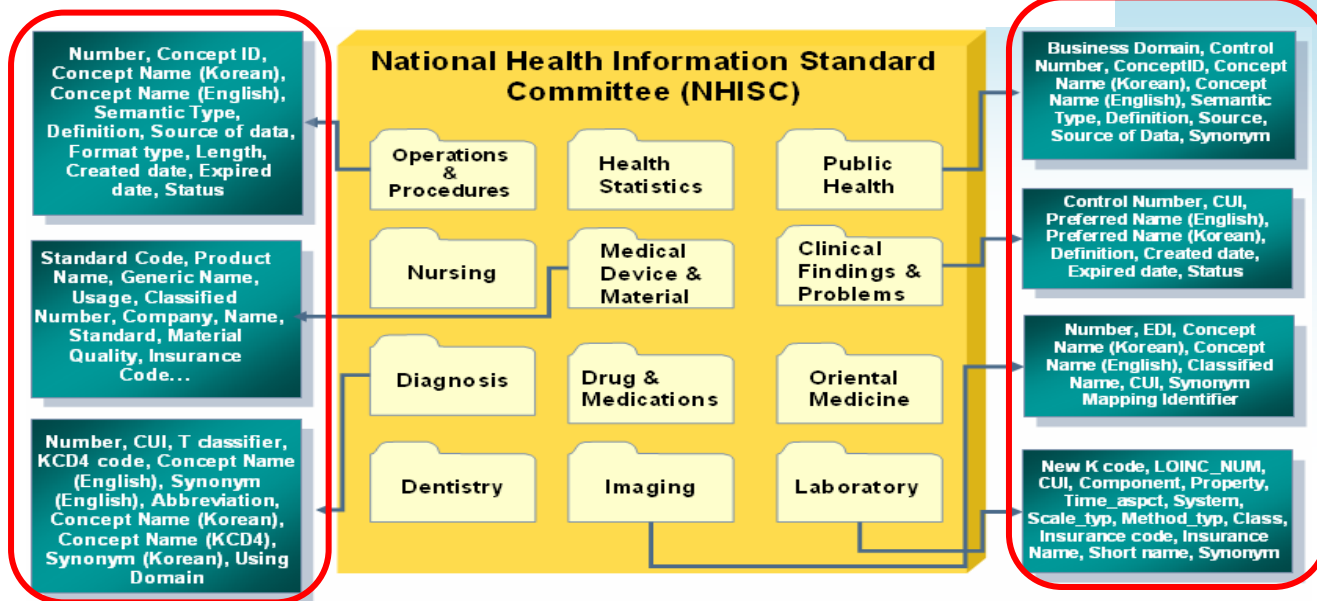 Number, Concept ID,
Concept Name (Korean),
Concept Name (English),
Semantic Type,
Definition, Source of data,
Format type, Length,
Created date, Expired
date, Status
Standard Code, Product
Name, Generic Name,
Usage, Classified
Number, Company, Name,
Standard, Material
Quality, Insurance
Code...
Number, CUI, T classifier,
KCD4 code, Concept Name
(English), Synonym
(English), Abbreviation,
Concept Name (Korean),
Concept Name (KCD4),
Synonym (Korean), Using
Domain
National Health Information Standard
Committee (NHISC)
Operations
&
Procedures
Health
Statistics
Public
Health
Nursing
Medical
Device &
Material
Clinical
Findings &
Problems
Diagnosis
Drug &
Medications
Oriental
Medicine
Dentistry
Imaging
Laboratory
Business Domain, Control
Number, ConceptID, Concept
Name (Korean), Concept
Name (English), Semantic
Type, Definition, Source,
Source of Data, Synonym
Control Number, CUI,
Preferred Name (English),
Preferred Name (Korean),
Definition, Created date,
Expired date, Status
Number, EDI, Concept
Name (Korean), Concept
Name (English), Classified
Name, CUI, Synonym
Mapping Identifier
New K code, LOINC_NUM,
CUI, Component, Property,
Time_aspct, System,
Scale_typ, Method_typ, Class,
Insurance code, Insurance
Name, Short name, Synonym